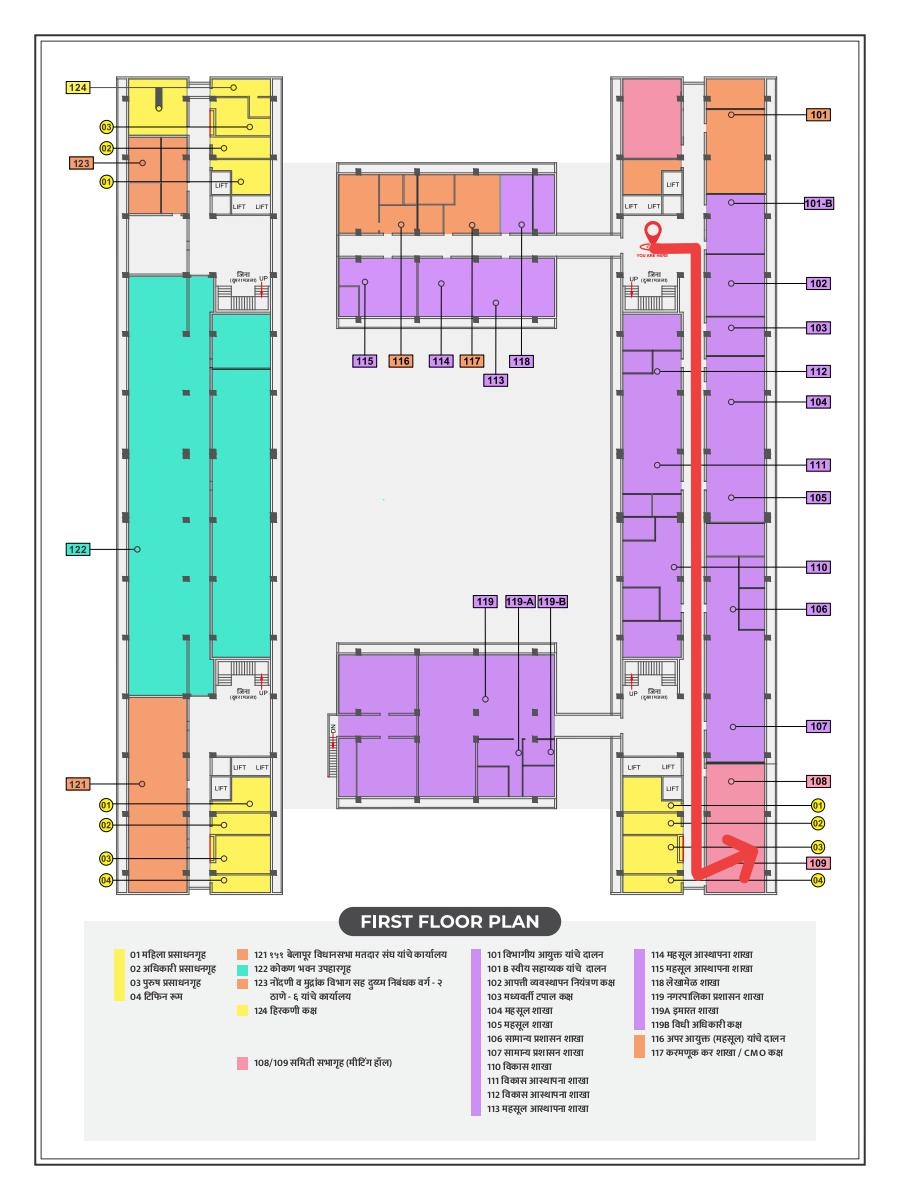 124
03
02
123
01
LIFT
LIFT LIFT
जिना
(दुसरा मजला)
UP
122
121
01
02
03
04
जिना
(दुसरा मजला)
UP
LIFT LIFT
LIFT
115 116 114 117 118
113
119 119-A 119-B
DN
101
101-B
LIFT
LIFT LIFT
YOU ARE HERE
UP
जिना
(दुसरा मजला)
102
103
112
104
111
105
110
106
UP
जिना
(दुसरा मजला)
107
LIFT LIFT
LIFT
108
01
02
03
109
04
FIRST FLOOR PLAN
01 महिला प्रसाधनगृह
02 अधिकारी प्रसाधनगृह
03 पुरुष प्रसाधनगृह
04 टिफिन रूम
121 १५१ बेलापूर विधानसभा मतदार संघ यांचे कार्यालय
122 कोकण भवन उपहारगृह
123 नोंदणी व मुद्रांक विभाग सह दुय्यम निबंधक वर्ग - २
ठाणे - ६ यांचे कार्यालय
124 हिरकणी कक्ष
108/109 समिती सभागृह (मीटिंग हॉल)
101 विभागीय आयुक्त यांचे दालन
101 B स्वीय सहाय्यक यांचे दालन
102 आपत्ती व्यवस्थापन नियंत्रण कक्ष
103 मध्यवर्ती टपाल कक्ष
104 महसूल शाखा
105 महसूल शाखा
106 सामान्य प्रशासन शाखा
107 सामान्य प्रशासन शाखा
110 विकास शाखा
111 विकास आस्थापना शाखा
112 विकास आस्थापना शाखा
113 महसूल आस्थापना शाखा
114 महसूल आस्थापना शाखा
115 महसूल आस्थापना शाखा
118 लेखामेळ शाखा
119 नगरपालिका प्रशासन शाखा
119A इमारत शाखा
119B विधी अधिकारी कक्ष
116 अपर आयुक्त (महसूल) यांचे दालन
117 करमणूक कर शाखा / CMO कक्ष